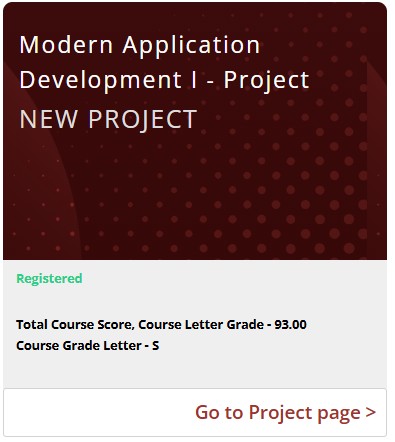 Modern Application
Development I - Project
NEW PROJECT
Registered
Total Course Score, Course Letter Grade - 93.00
Course Grade Letter - S
Go to Project page >